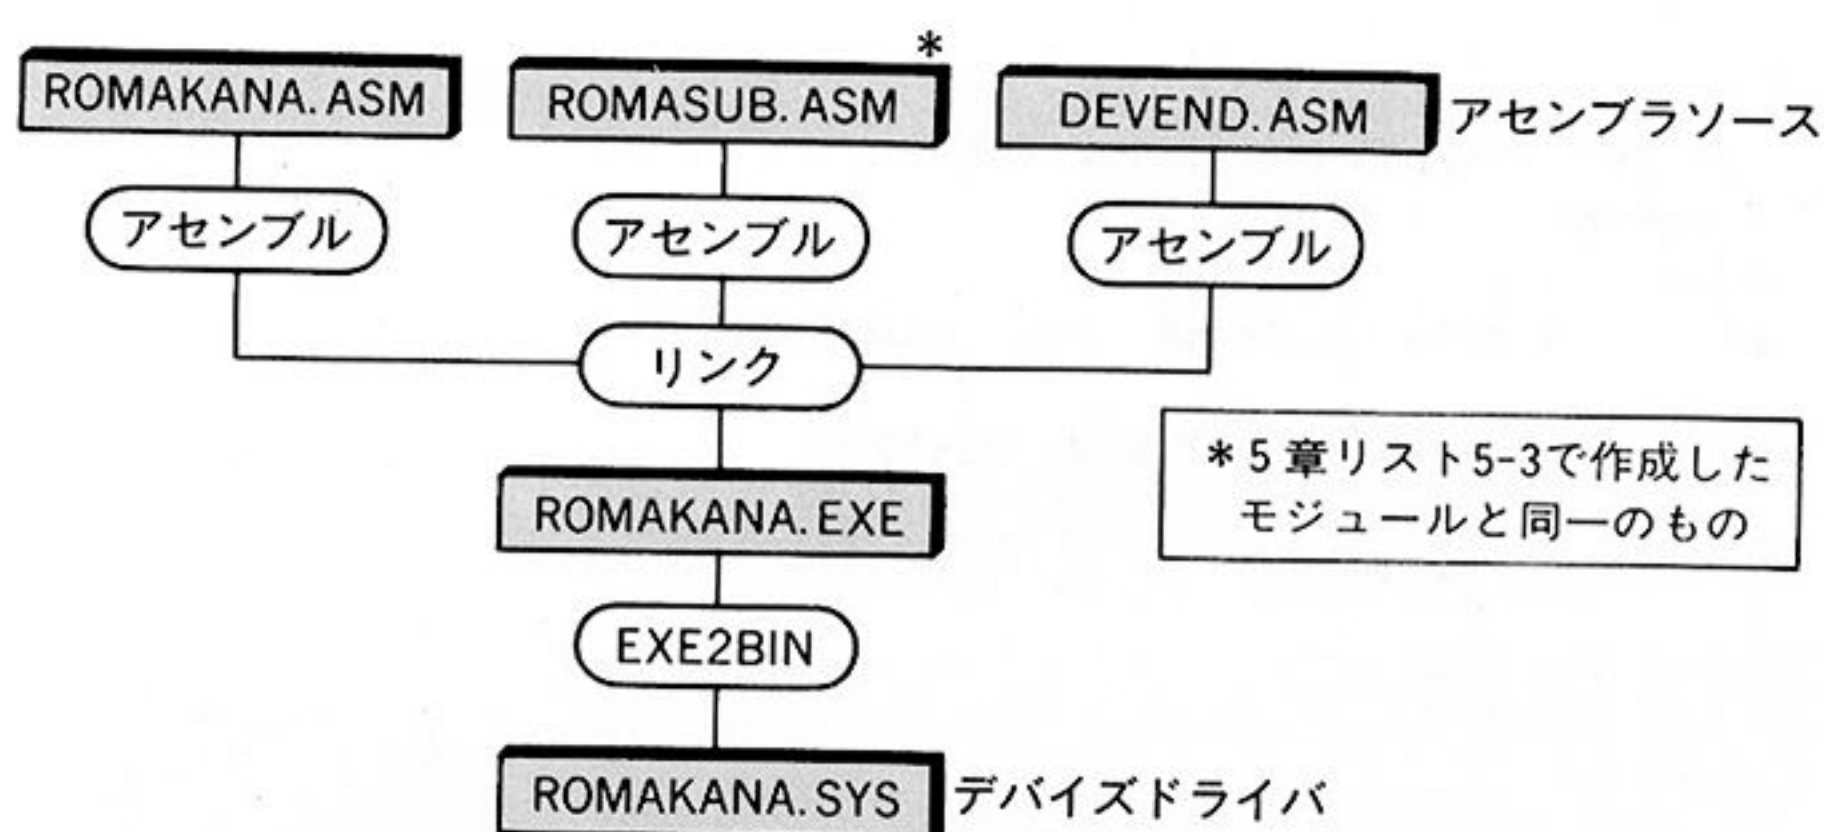 *
ROMAKANA.ASM
ROMASUB.ASM
DEVEND.ASM
アセンブラソース
アセンブル
アセンブル
アセンブル
リンク
*5章リスト5-3で作成した
モジュールと同一のもの
ROMAKANA.EXE
EXE2BIN
ROMAKANA.SYS
デバイズドライバ